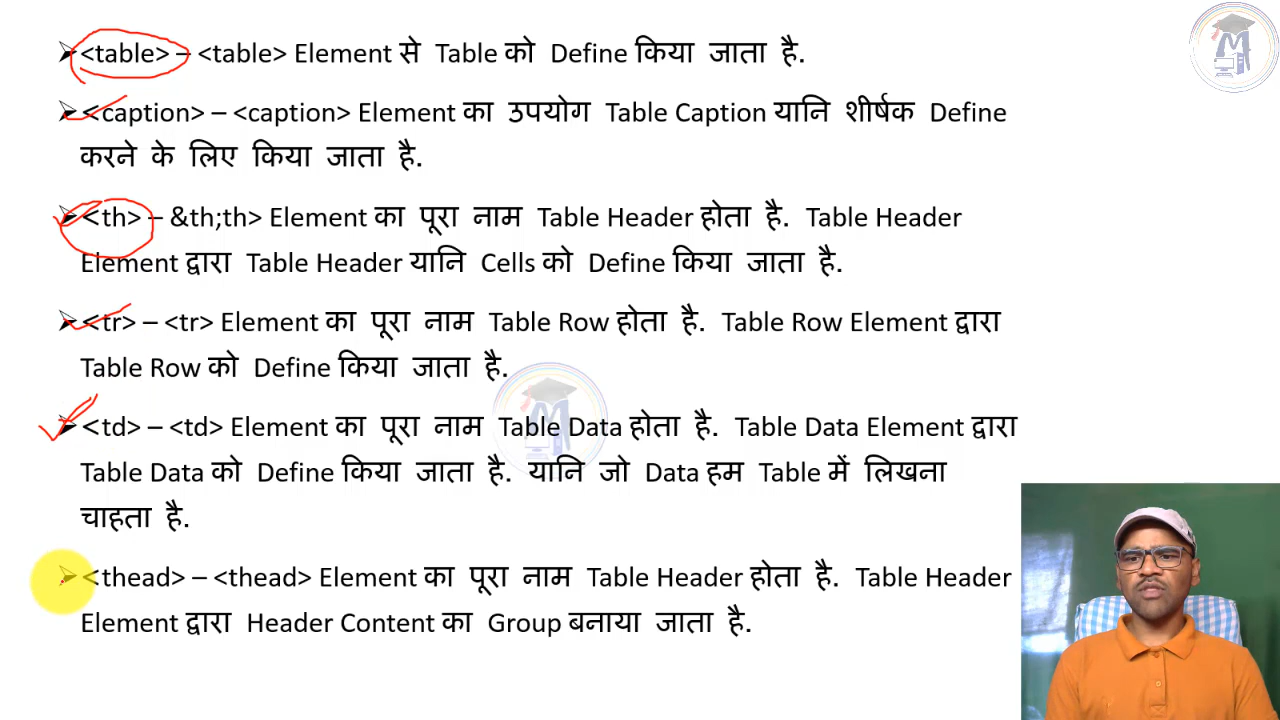 ➢ <table> – <table> Element से Table को Define किया जाता है.
➢ <caption> – <caption> Element का उपयोग Table Caption यानि शीर्षक Define
करने के लिए किया जाता है.
➢ <th> – &th;th> Element का पूरा नाम Table Header होता है. Table Header
Element द्वारा Table Header यानि Cells को Define किया जाता है.
➢ <tr> – <tr> Element का पूरा नाम Table Row होता है. Table Row Element द्वारा
Table Row को Define किया जाता है.
➢ <td> – <td> Element का पूरा नाम Table Data होता है. Table Data Element द्वारा
Table Data को Define किया जाता है. यानि जो Data हम Table में लिखना
चाहता है.
➢ <thead> – <thead> Element का पूरा नाम Table Header होता है. Table Header
Element द्वारा Header Content का Group बनाया जाता है.
M